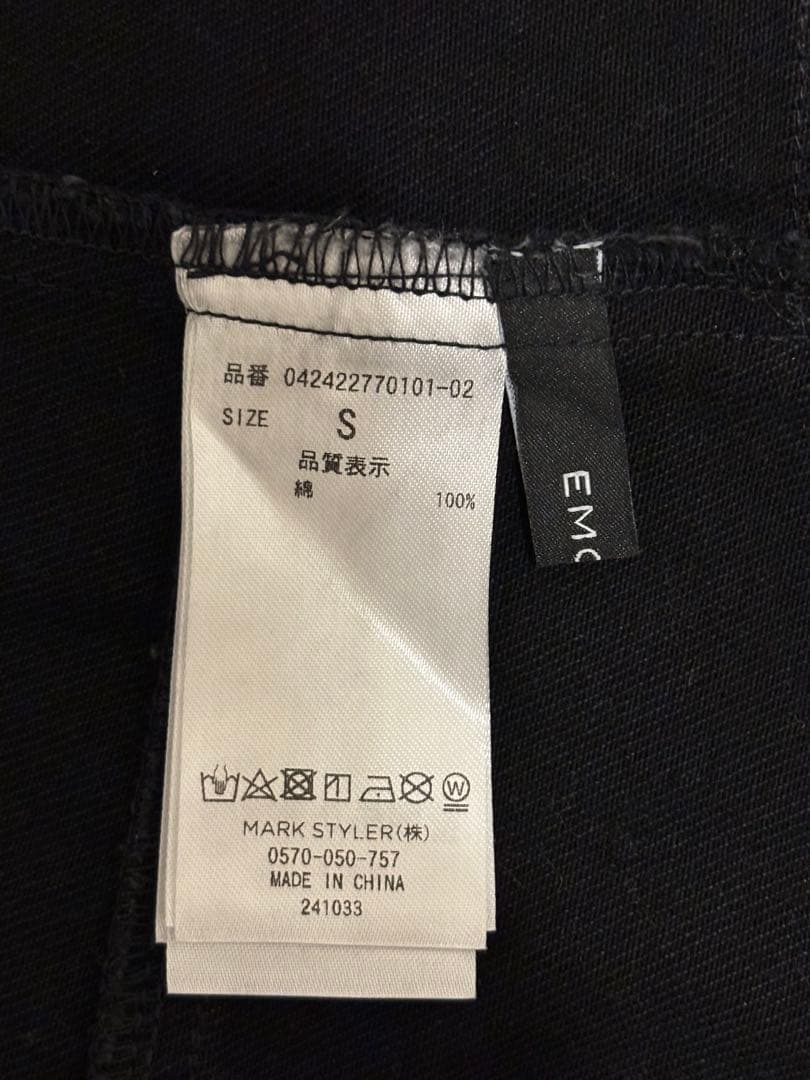 品番 042422770101-02
SIZE S
品質表示
綿 100%
W
MARK STYLER(株)
0570-050-757
MADE IN CHINA
241033
EM